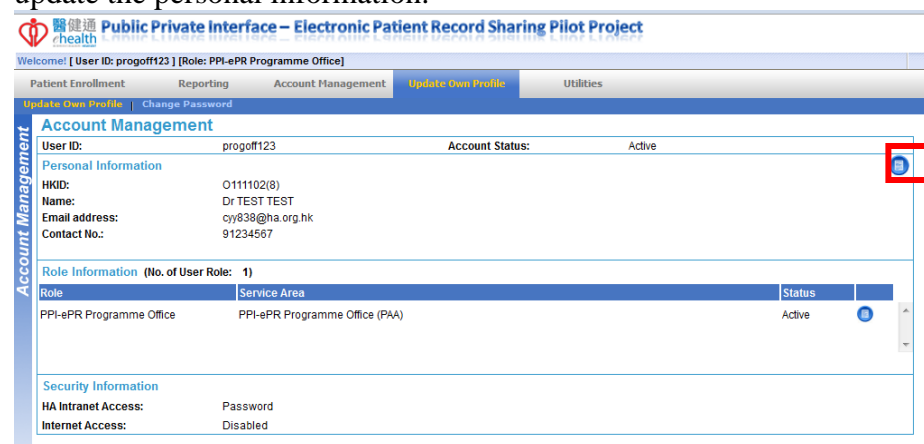 update the personal information.
醫健通 Public Private Interface – Electronic Patient Record Sharing Pilot Project
ehealth
Welcome! [ User ID: progoff123 ] [Role: PPI-ePR Programme Office]
Patient Enrollment Reporting Account Management Update Own Profile Utilities
Update Own Profile | Change Password
Account Management
Account Management
User ID: progoff123 Account Status: Active
Personal Information
HKID: O111102(8)
Name: Dr TEST TEST
Email address: cyy838@ha.org.hk
Contact No.: 91234567
Role Information (No. of User Role: 1)
Role Service Area Status
PPI-ePR Programme Office PPI-ePR Programme Office (PAA) Active
Security Information
HA Intranet Access: Password
Internet Access: Disabled